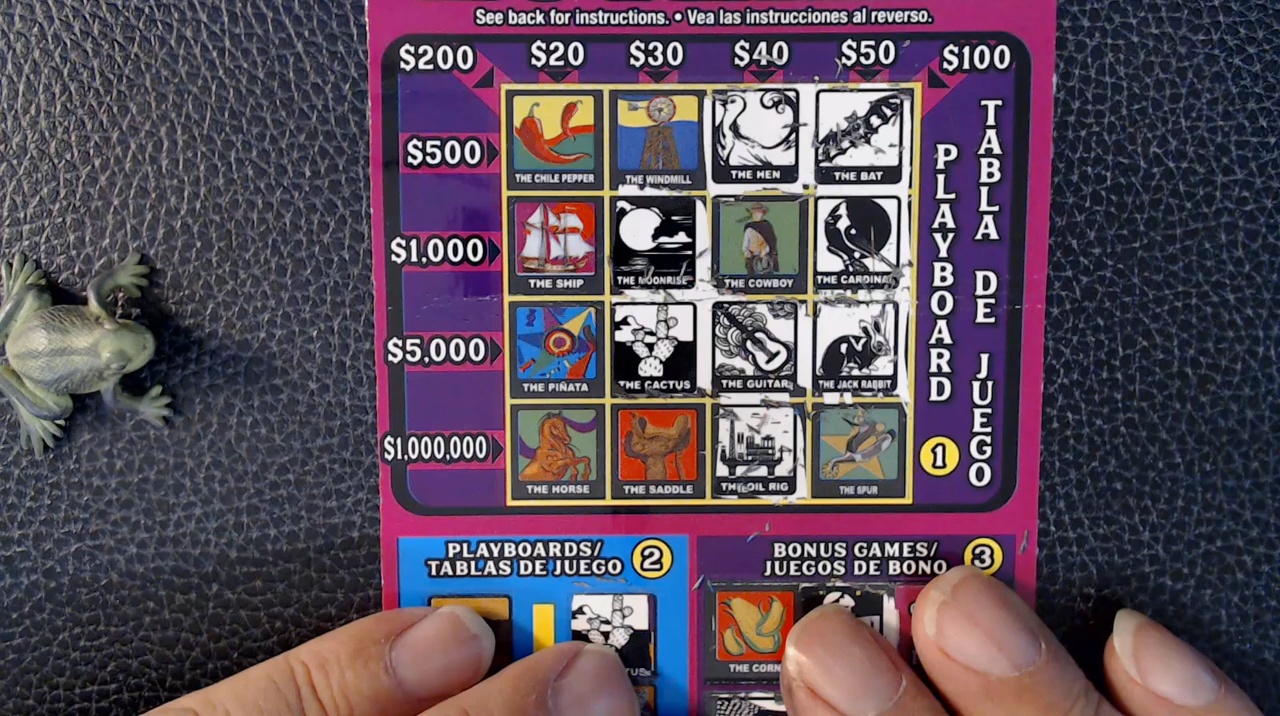 See back for instructions. • Vea las instrucciones al reverso.
$200 $20 $30 $40 $50 $100
$500
$1,000
$5,000
$1,000,000
THE CHILE PEPPER THE WINDMILL THE HEN THE BAT
THE SHIP THE MOONRISE THE COWBOY THE CARDINAL
THE PIÑATA THE CACTUS THE GUITAR THE JACK RABBIT
THE HORSE THE SADDLE THE OIL RIG THE SPUR
PLAYBOARD
TABLA DE JUEGO
1
PLAYBOARDS/
TABLAS DE JUEGO 2
BONUS GAMES/
JUEGOS DE BONO 3
THE CORN